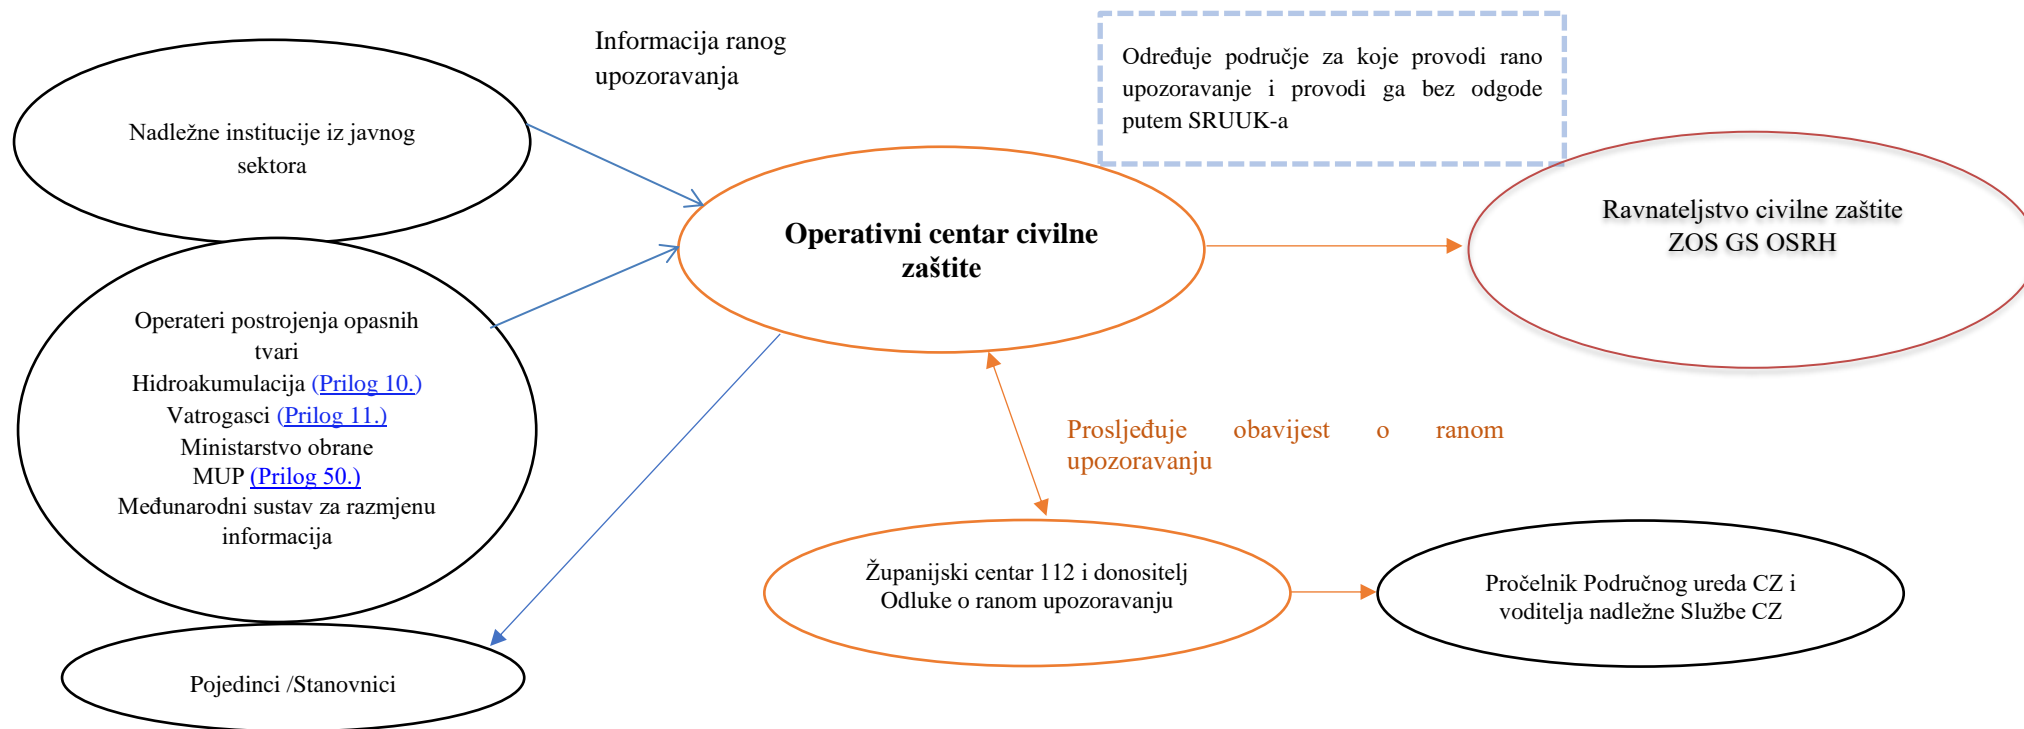 Informacija ranog
upozoravanja
Određuje područje za koje provodi rano
upozoravanje i provodi ga bez odgode
putem SRUUK-a
Nadležne institucije iz javnog
sektora
Operativni centar civilne
zaštite
Ravnateljstvo civilne zaštite
ZOS GS OSRH
Operateri postrojenja opasnih
tvari
Hidroakumulacija (Prilog 10.)
Vatrogasci (Prilog 11.)
Ministarstvo obrane
MUP (Prilog 50.)
Međunarodni sustav za razmjenu
informacija
Prosljeđuje obavijest o ranom
upozoravanju
Županijski centar 112 i donositelj
Odluke o ranom upozoravanju
Pročelnik Područnog ureda CZ i
voditelja nadležne Službe CZ
Pojedinci /Stanovnici